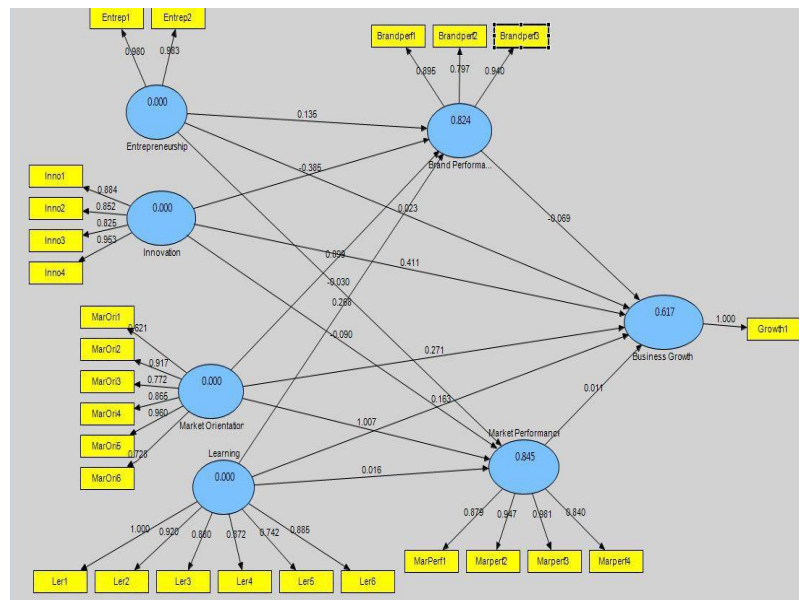 Entrep1
Entrep2
0.980
0.983
0.000
Entrepreneurship
Brandperf1
Brandperf2
Brandperf3
0.895
0.797
0.940
0.824
Brand Performa...
0.135
-0.385
0.023
-0.069
Inno1
Inno2
Inno3
Inno4
0.884
0.852
0.825
0.953
0.000
Innovation
0.899
-0.030
0.411
0.268
-0.090
0.617
Business Growth
1.000
Growth1
MarOri1
MarOri2
MarOri3
MarOri4
MarOri5
MarOri6
0.621
0.917
0.772
0.865
0.960
0.728
0.000
Market Orientation
0.271
0.163
1.007
0.011
Learning
0.000
0.016
Market Performance
0.845
1.000
0.920
0.880
0.872
0.742
0.885
Ler1
Ler2
Ler3
Ler4
Ler5
Ler6
0.879
0.947
0.981
0.840
MarPerf1
Marperf2
Marperf3
Marperf4